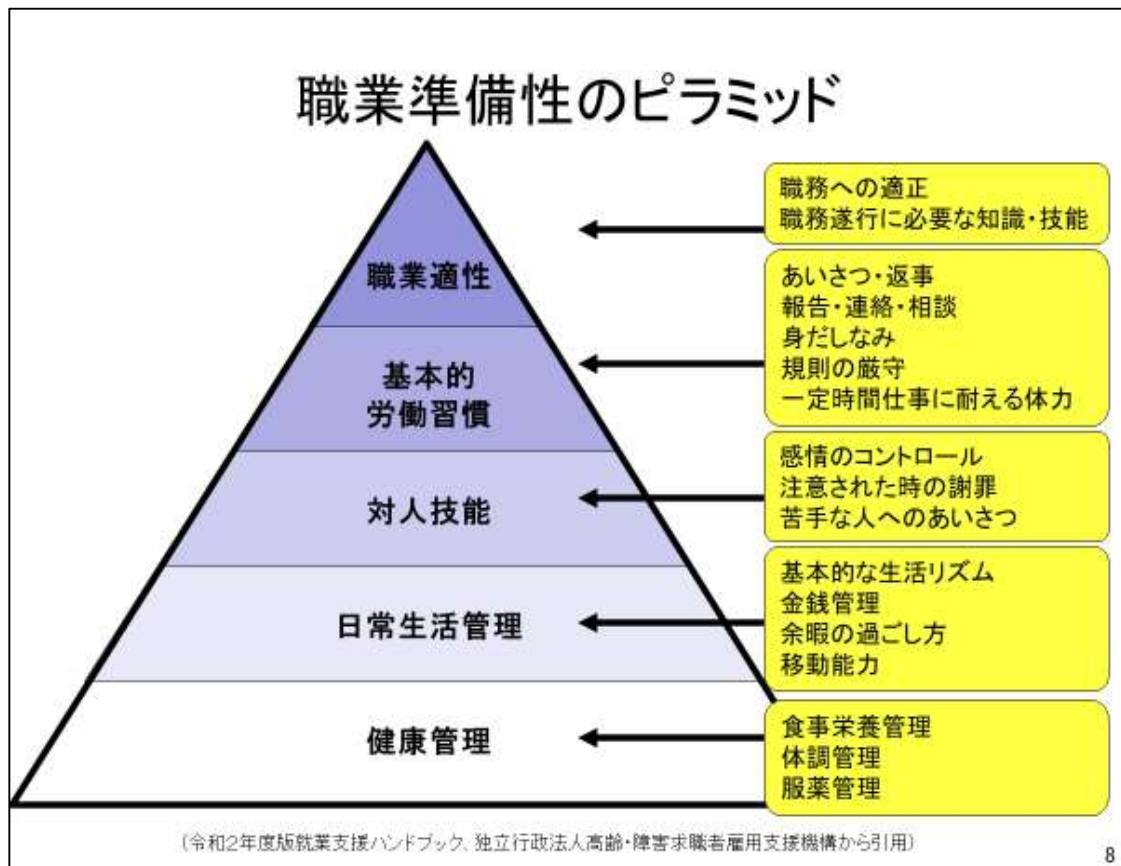 職業準備性のピラミッド
職業適性
職務への適正
職務遂行に必要な知識・技能
基本的
労働習慣
あいさつ・返事
報告・連絡・相談
身だしなみ
規則の厳守
一定時間仕事に耐える体力
対人技能
感情のコントロール
注意された時の謝罪
苦手な人へのあいさつ
日常生活管理
基本的な生活リズム
金銭管理
余暇の過ごし方
移動能力
健康管理
食事栄養管理
体調管理
服薬管理
(令和2年度版就業支援ハンドブック、独立行政法人高齢・障害求職者雇用支援機構から引用)
8